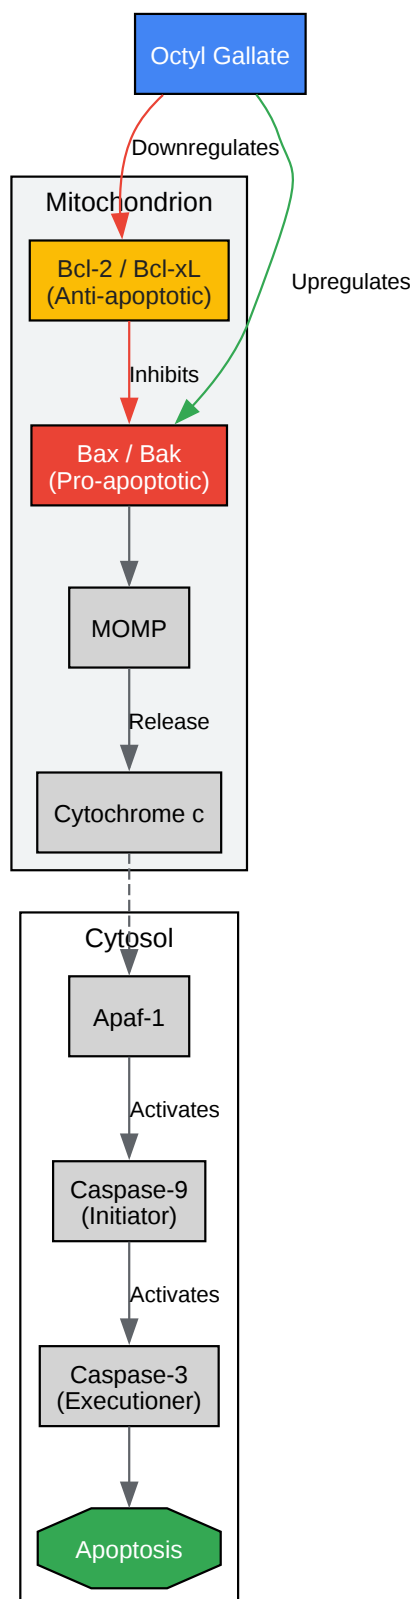 Octyl Gallate
Downregulates
Mitochondrion
Bcl-2 / Bcl-xL
(Anti-apoptotic)
Upregulates
Inhibits
Bax / Bak
(Pro-apoptotic)
MOMP
Release
Cytochrome c
Cytosol
Apaf-1
Activates
Caspase-9
(Initiator)
Activates
Caspase-3
(Executioner)
Apoptosis